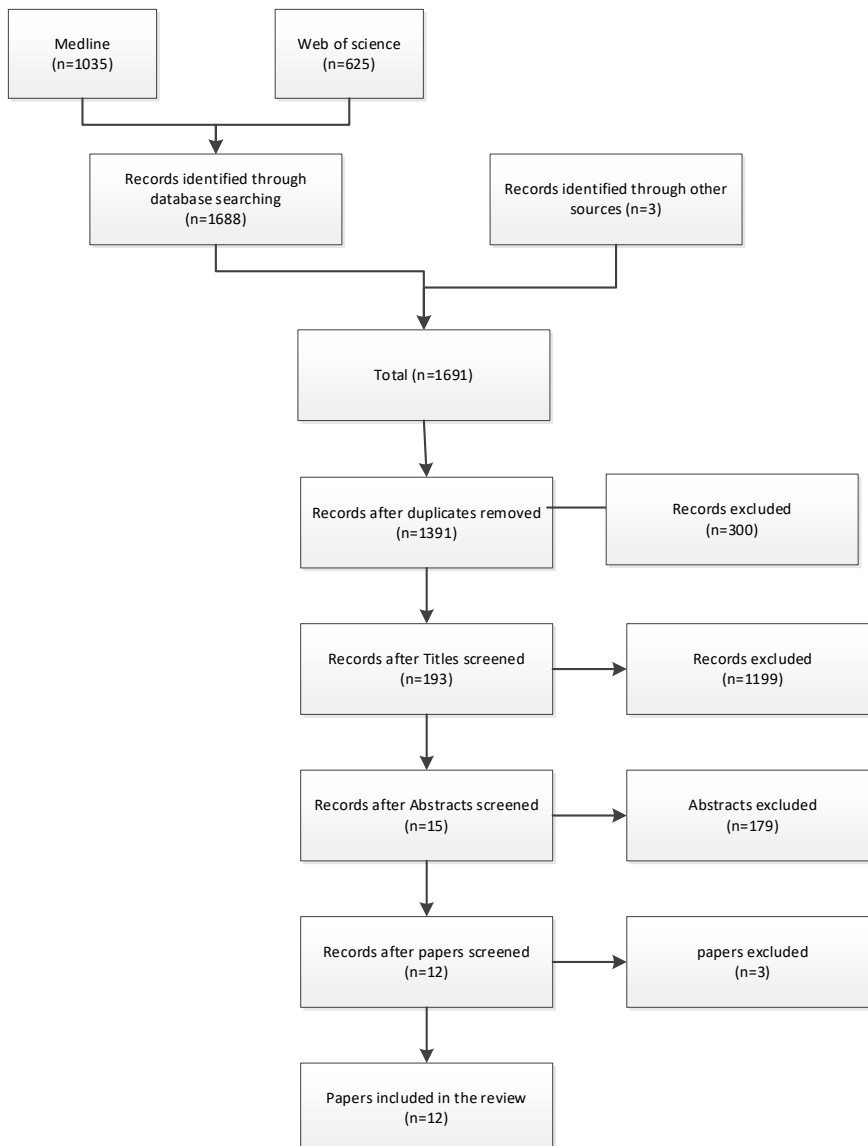 Medline
(n=1035)
Web of science
(n=625)
Records identified through
database searching
(n=1688)
Records identified through other
sources (n=3)
Total (n=1691)
Records after duplicates removed
(n=1391)
Records excluded
(n=300)
Records after Titles screened
(n=193)
Records excluded
(n=1199)
Records after Abstracts screened
(n=15)
Abstracts excluded
(n=179)
Records after papers screened
(n=12)
papers excluded
(n=3)
Papers included in the review
(n=12)